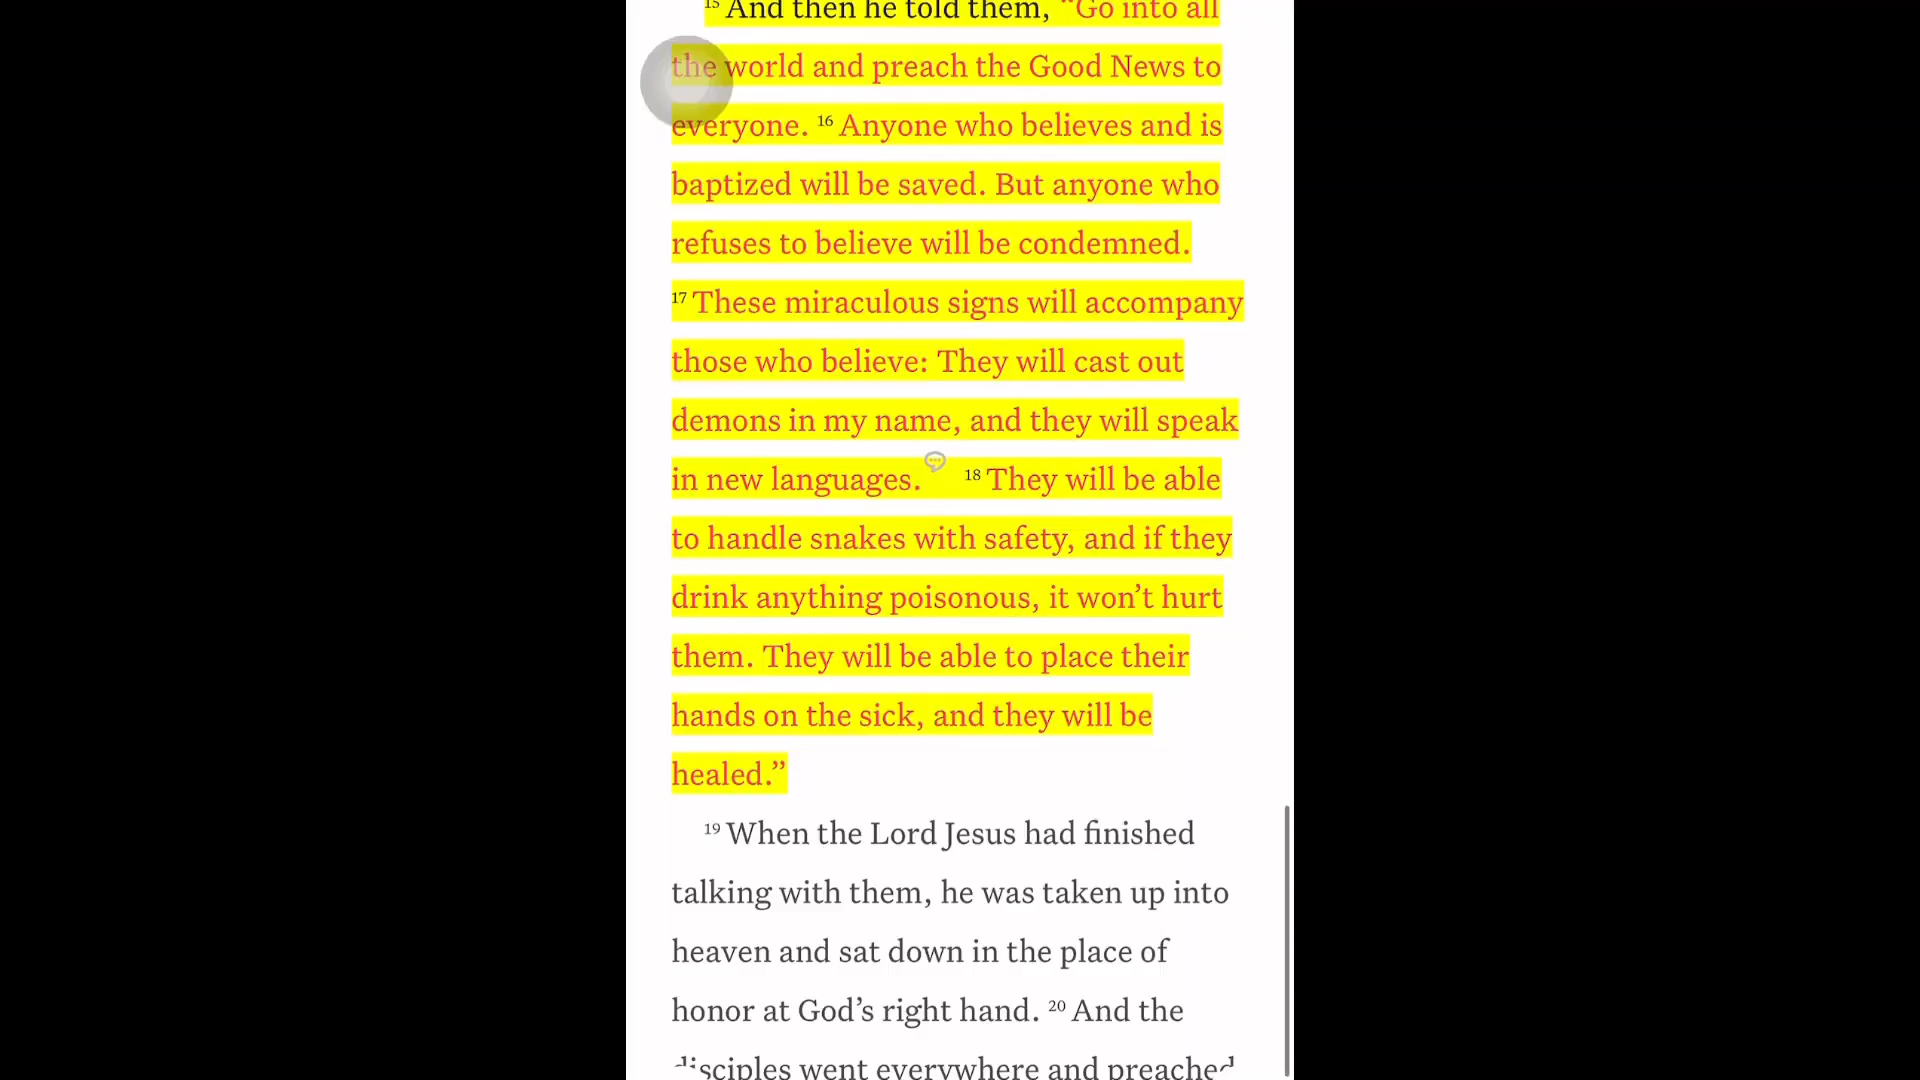 15 And then he told them, “Go into all
the world and preach the Good News to
everyone. 16 Anyone who believes and is
baptized will be saved. But anyone who
refuses to believe will be condemned.
17 These miraculous signs will accompany
those who believe: They will cast out
demons in my name, and they will speak
in new languages. 18 They will be able
to handle snakes with safety, and if they
drink anything poisonous, it won’t hurt
them. They will be able to place their
hands on the sick, and they will be
healed.”
19 When the Lord Jesus had finished
talking with them, he was taken up into
heaven and sat down in the place of
honor at God’s right hand. 20 And the
disciples went everywhere and preached